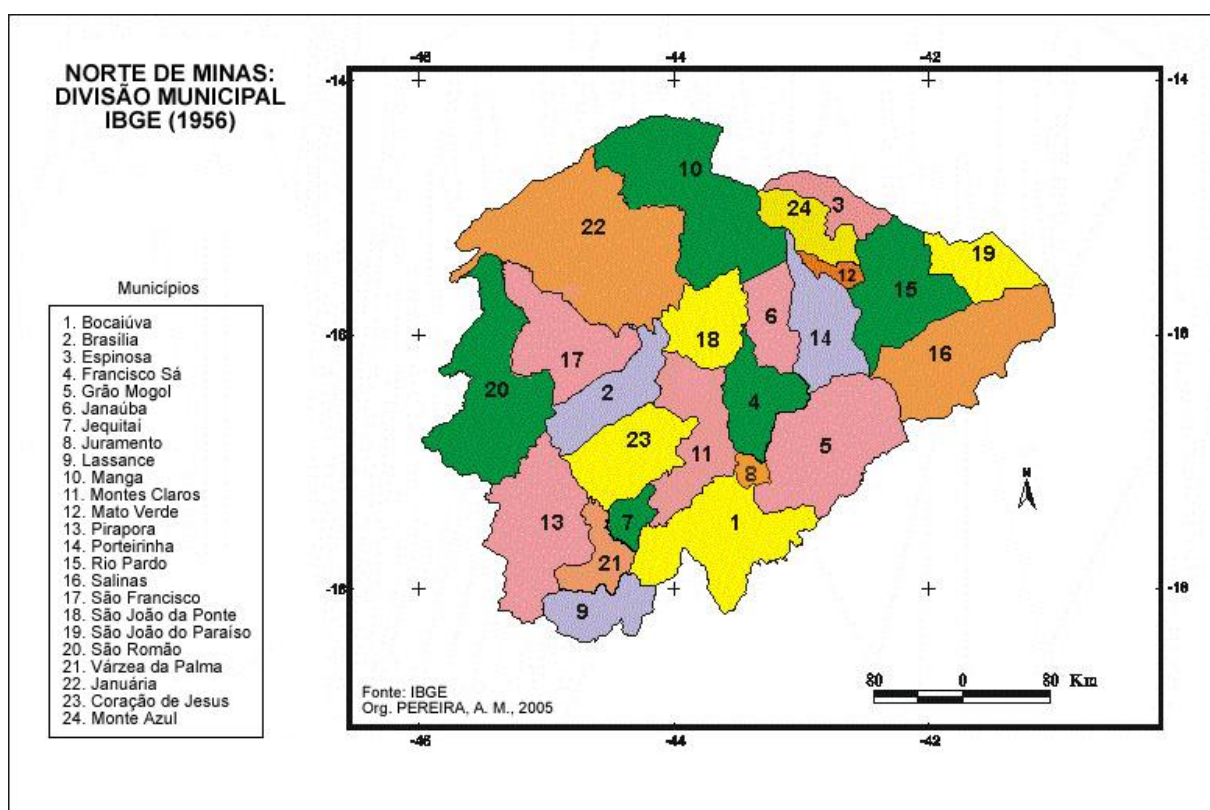 NORTE DE MINAS:
DIVISÃO MUNICIPAL
IBGE (1956)
Municípios
1. Bocaiúva
2. Brasília
3. Espinosa
4. Francisco Sá
5. Grão Mogol
6. Janaúba
7. Jequitaí
8. Juramento
9. Lassance
10. Manga
11. Montes Claros
12. Mato Verde
13. Pirapora
14. Porteirinha
15. Rio Pardo
16. Salinas
17. São Francisco
18. São João da Ponte
19. São João do Paraíso
20. São Romão
21. Várzea da Palma
22. Januária
23. Coração de Jesus
24. Monte Azul
-44 -42
-14 -14
10
3
24
22
19
12
15
6
18
14
16
17
20
2
4
23
5
11
8
13
7
1
21
9
N
Fonte: IBGE
Org. PEREIRA, A. M., 2005
80 0 80 Km
-46 -44 -42